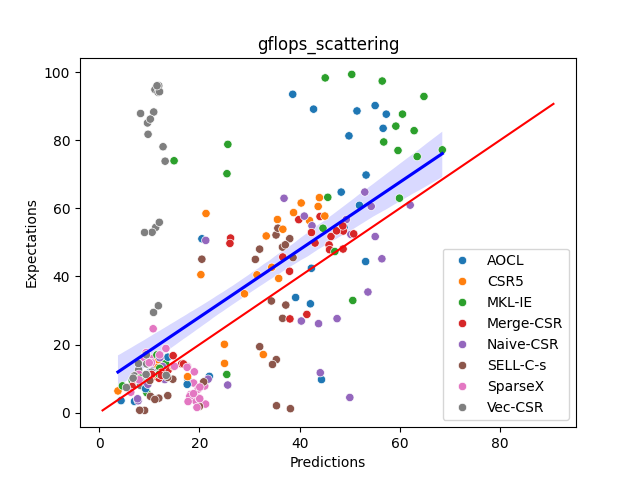 gflops_scattering
Expectations
100
80
60
40
20
0
0 20 40 60 80
Predictions
AOCL
CSR5
MKL-IE
Merge-CSR
Naive-CSR
SELL-C-s
SparseX
Vec-CSR